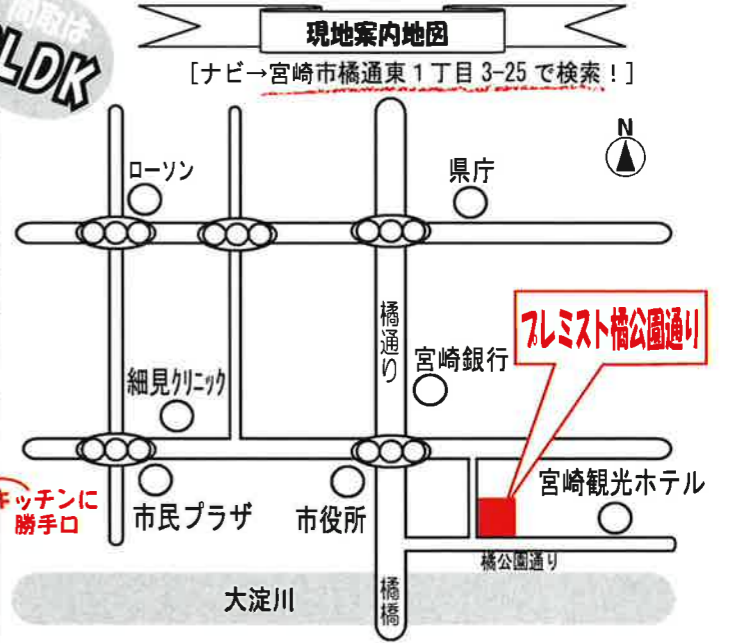 間取は
LDK
現地案内地図
[ナビ→宮崎市橘通東1丁目3-25で検索!]
N
ローソン
県庁
橘通り
プレミスト橘公園通り
宮崎銀行
細見クリニック
宮崎観光ホテル
キッチンに
勝手口
市民プラザ
市役所
橘公園通り
大淀川
橘橋